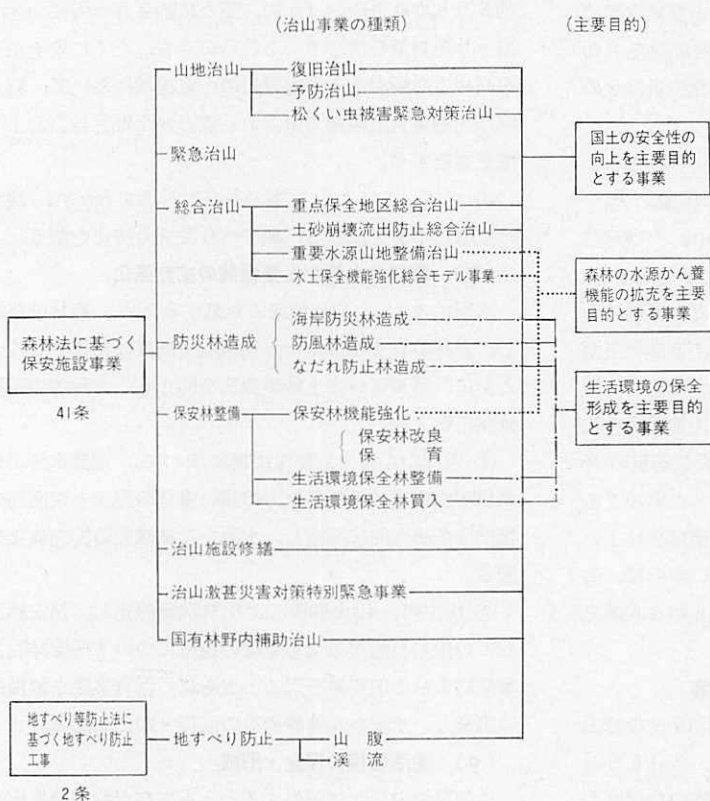 (治山事業の種類) (主要目的)
山地治山 復旧治山
予防治山
松くい虫被害緊急対策治山
国土の安全性の
向上を主要目的
とする事業
緊急治山
総合治山 重点保全地区総合治山
土砂崩壊流出防止総合治山
重要水源山地整備治山
水土保全機能強化総合モデル事業
森林の水源かん養
機能の拡充を主要
目的とする事業
森林法に基づく
保安施設事業
41条
防災林造成 海岸防災林造成
防風林造成
なだれ防止林造成
生活環境の保全
形成を主要目的
とする事業
保安林整備 保安林機能強化
保安林改良
保 育
生活環境保全林整備
生活環境保全林買入
治山施設修繕
治山激甚災害対策特別緊急事業
国有林野内補助治山
地すべり等防止法に
基づく地すべり防止
工事
2条
地すべり防止 山 腹
渓 流